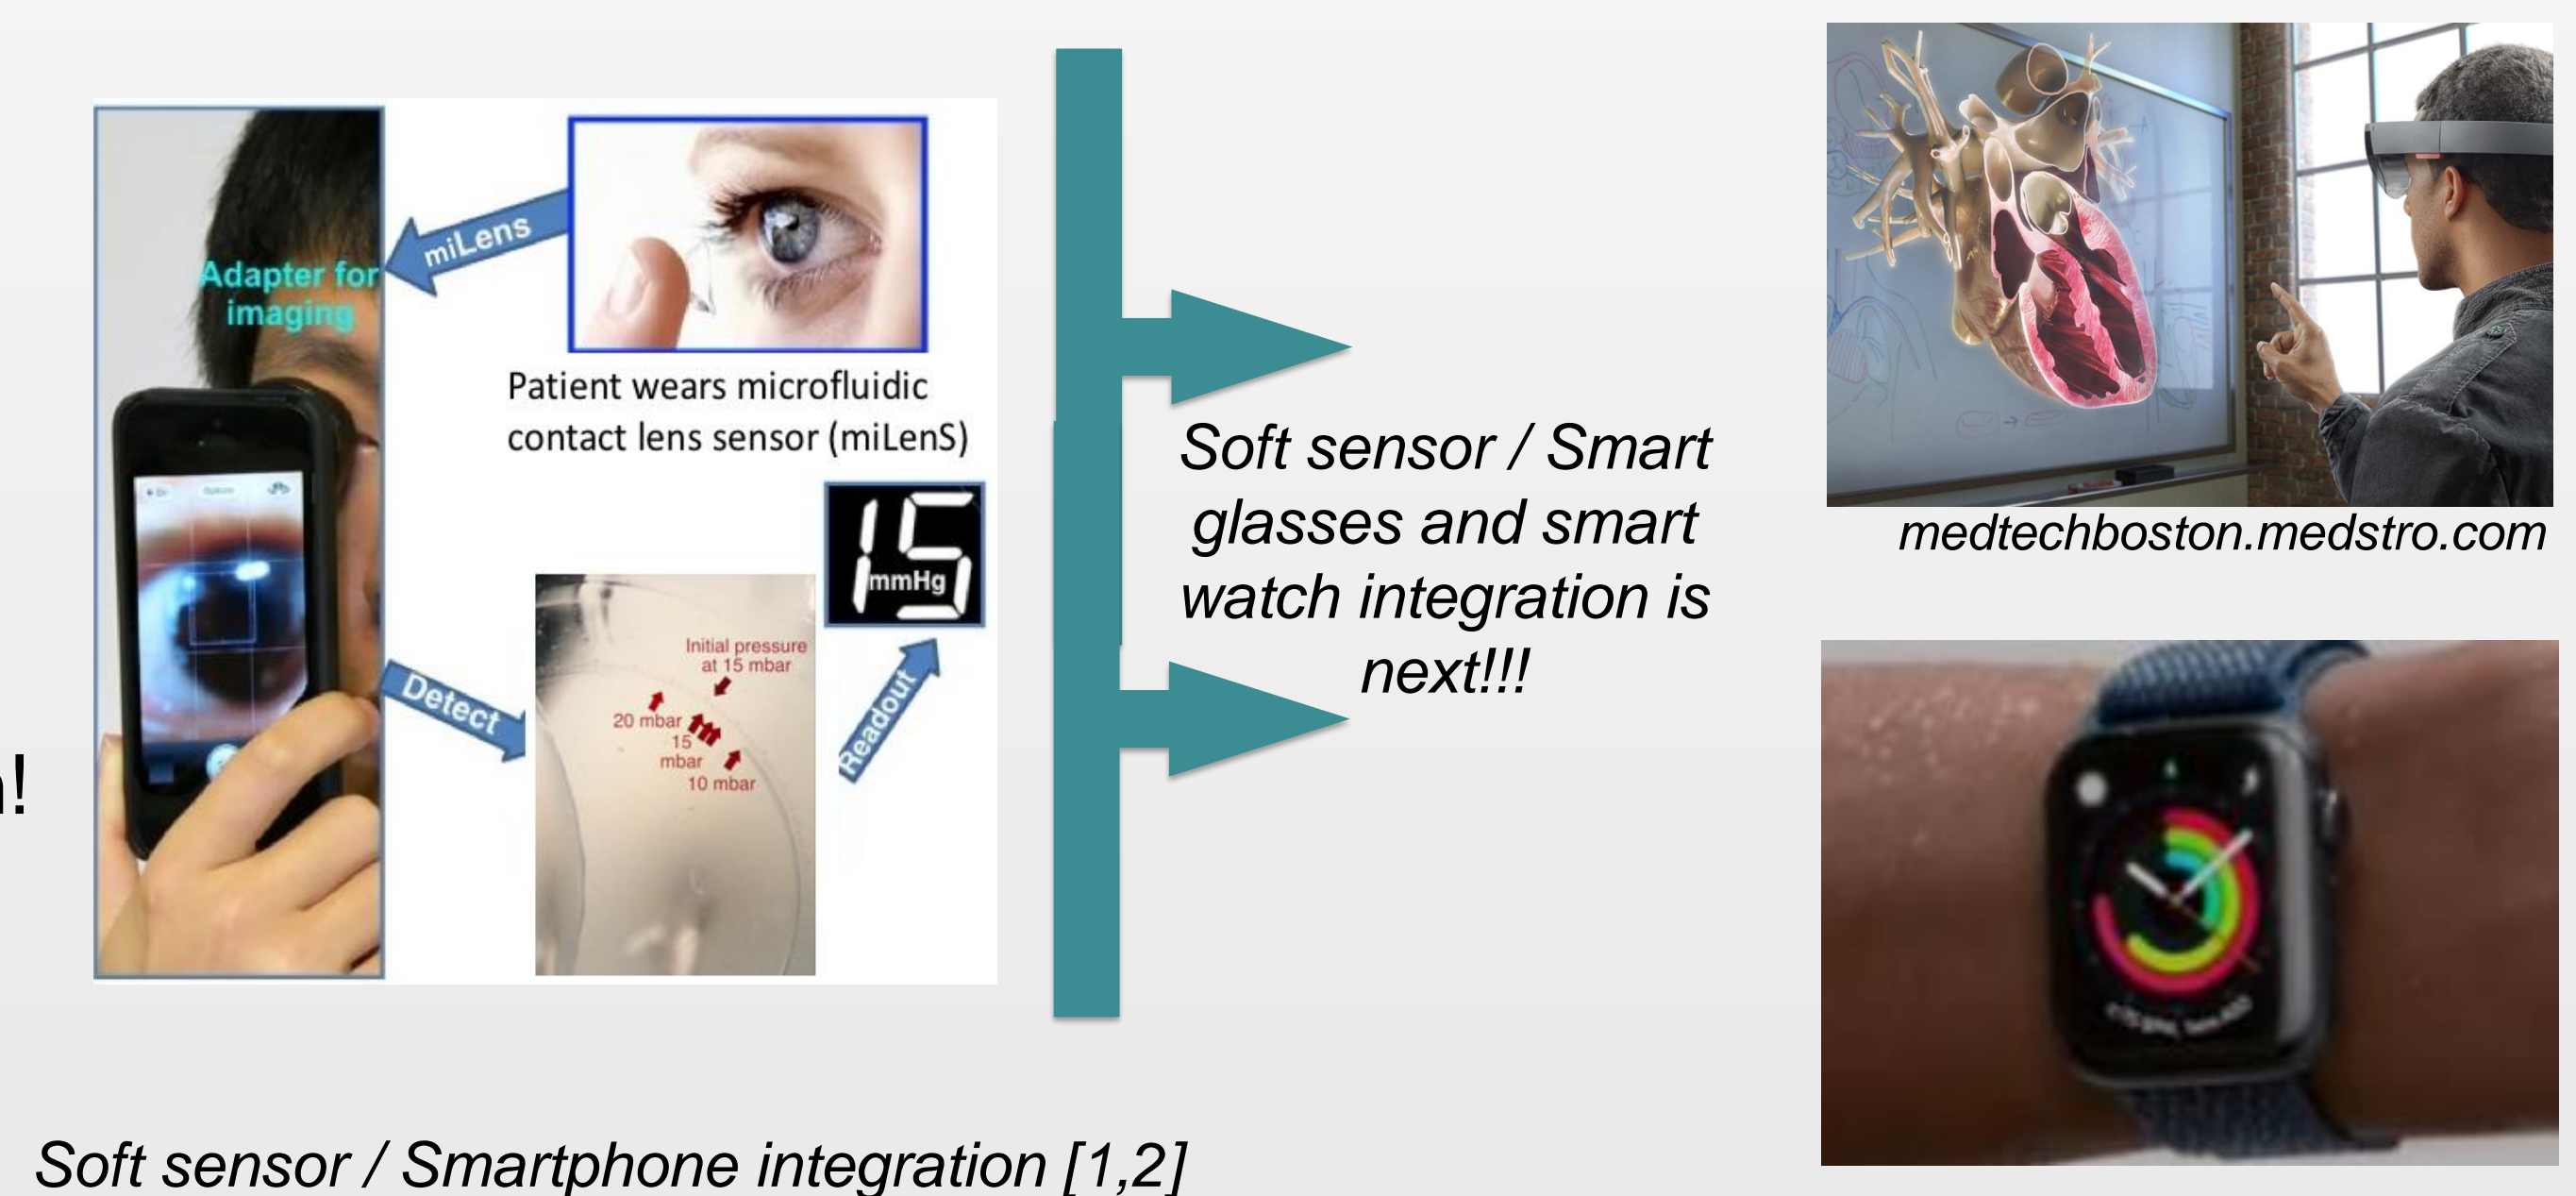 miLens
Adapter for
imaging
Patient wears microfluidic
contact lens sensor (miLenS)
Options
15
mmHg
Detect
Initial pressure
at 15 mbar
20 mbar
15
mbar
10 mbar
Readout
Soft sensor / Smartphone integration [1,2]
Soft sensor / Smart
glasses and smart
watch integration is
next!!!
medtechboston.medstro.com